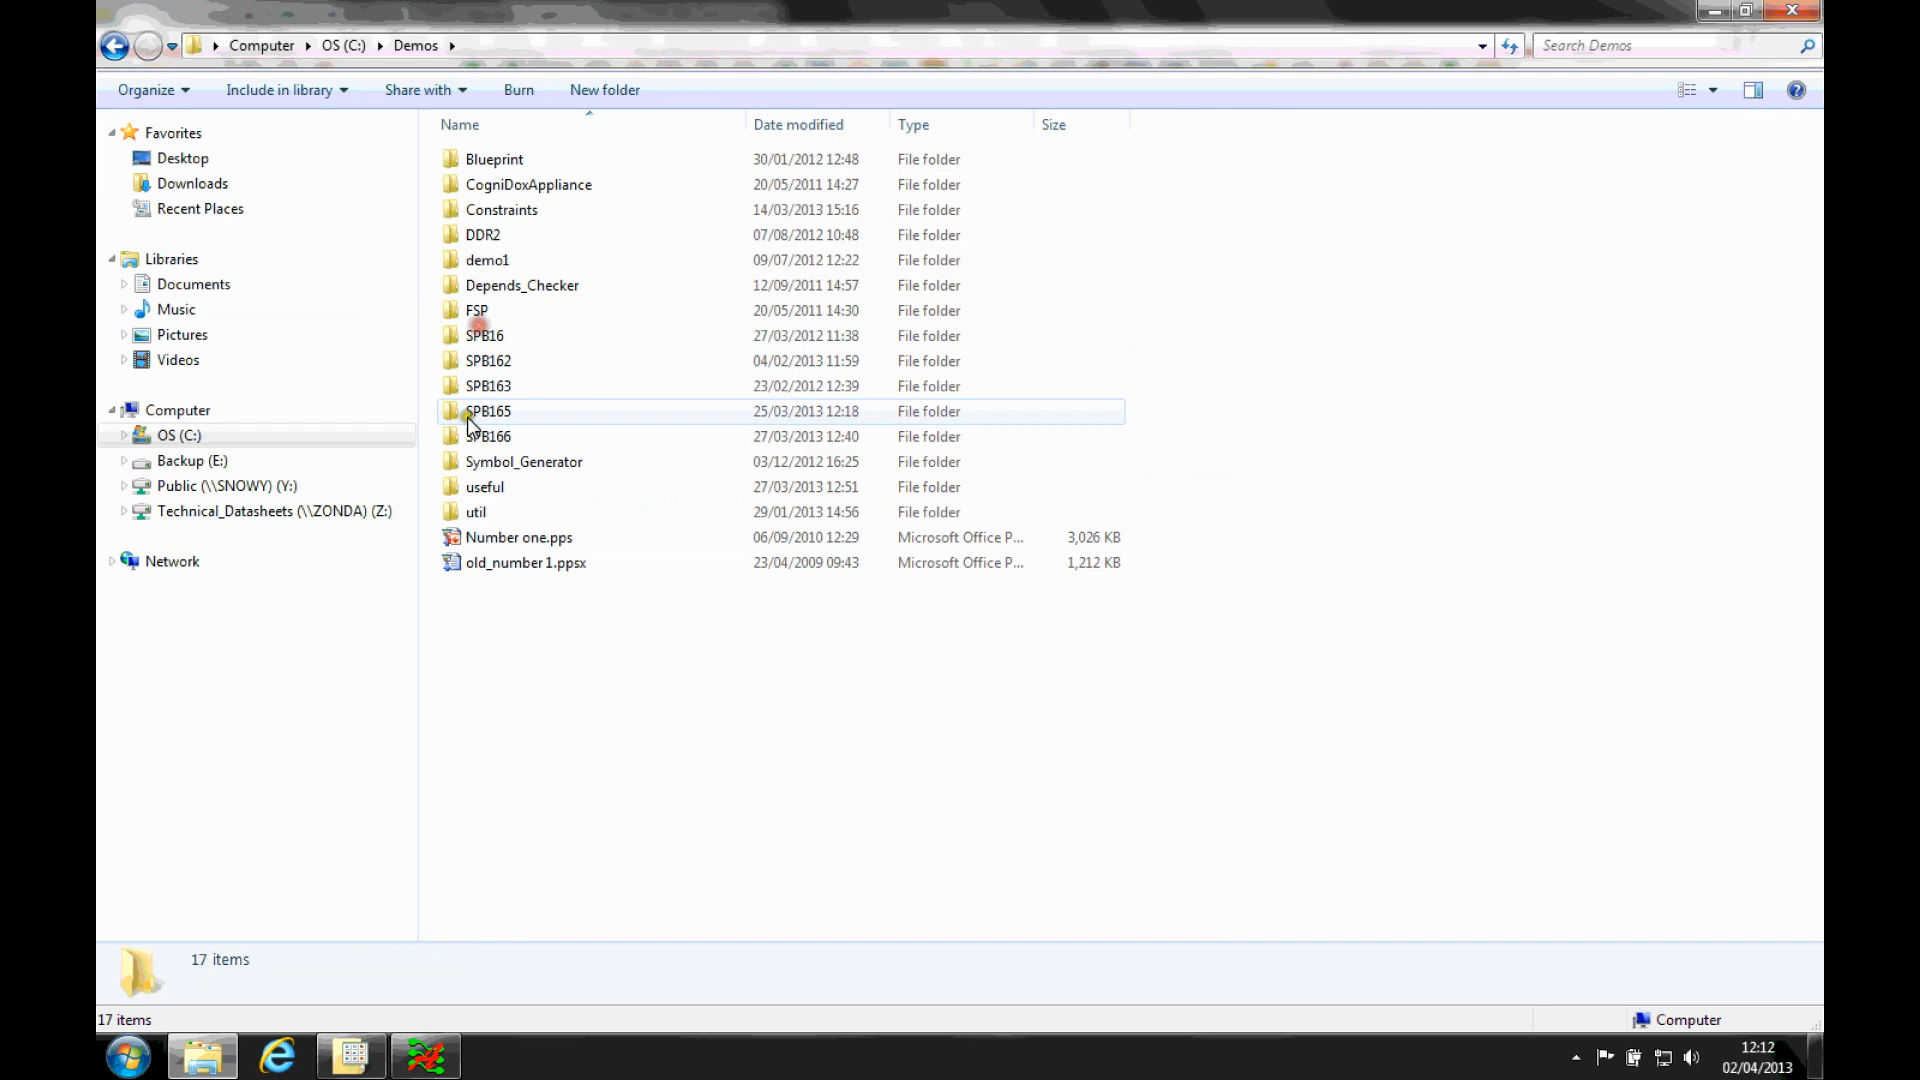 Computer OS (C:) Demos
Search Demos
Organize Include in library Share with Burn New folder
Name Date modified Type Size
Favorites
Desktop
Downloads
Recent Places
Libraries
Documents
Music
Pictures
Videos
Computer
OS (C:)
Backup (E:)
Public (\\SNOWY) (Y:)
Technical_Datasheets (\\ZONDA) (Z:)
Network
Blueprint 30/01/2012 12:48 File folder
CogniDoxAppliance 20/05/2011 14:27 File folder
Constraints 14/03/2013 15:16 File folder
DDR2 07/08/2012 10:48 File folder
demo1 09/07/2012 12:22 File folder
Depends_Checker 12/09/2011 14:57 File folder
FSP 20/05/2011 14:30 File folder
SPB16 27/03/2012 11:38 File folder
SPB162 04/02/2013 11:59 File folder
SPB163 23/02/2012 12:39 File folder
SPB165 25/03/2013 12:18 File folder
SPB166 27/03/2013 12:40 File folder
Symbol_Generator 03/12/2012 16:25 File folder
useful 27/03/2013 12:51 File folder
util 29/01/2013 14:56 File folder
Number one.pps 06/09/2010 12:29 Microsoft Office P... 3,026 KB
old_number 1.ppsx 23/04/2009 09:43 Microsoft Office P... 1,212 KB
17 items
17 items
Computer
12:12
02/04/2013